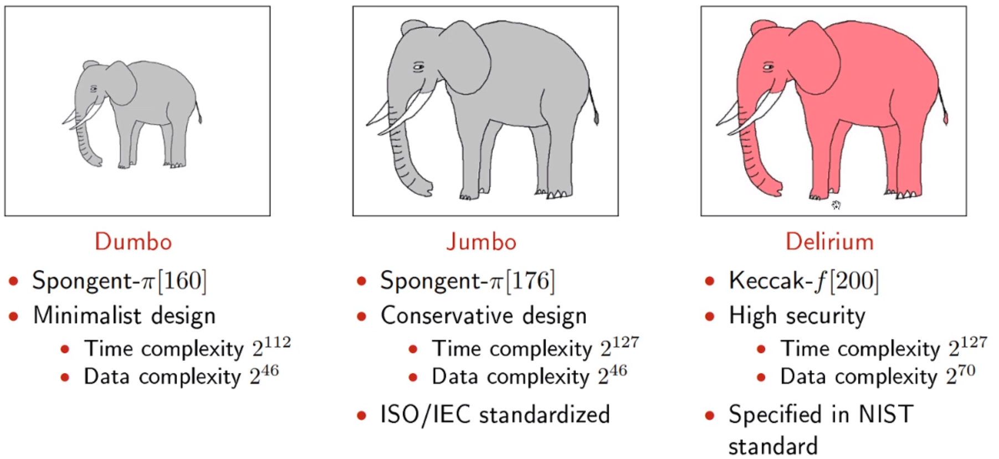 Dumbo
• Spongent-π[160]
• Minimalist design
• Time complexity 2^112
• Data complexity 2^46
Jumbo
• Spongent-π[176]
• Conservative design
• Time complexity 2^127
• Data complexity 2^46
• ISO/IEC standardized
Delirium
• Keccak-f[200]
• High security
• Time complexity 2^127
• Data complexity 2^70
• Specified in NIST
standard